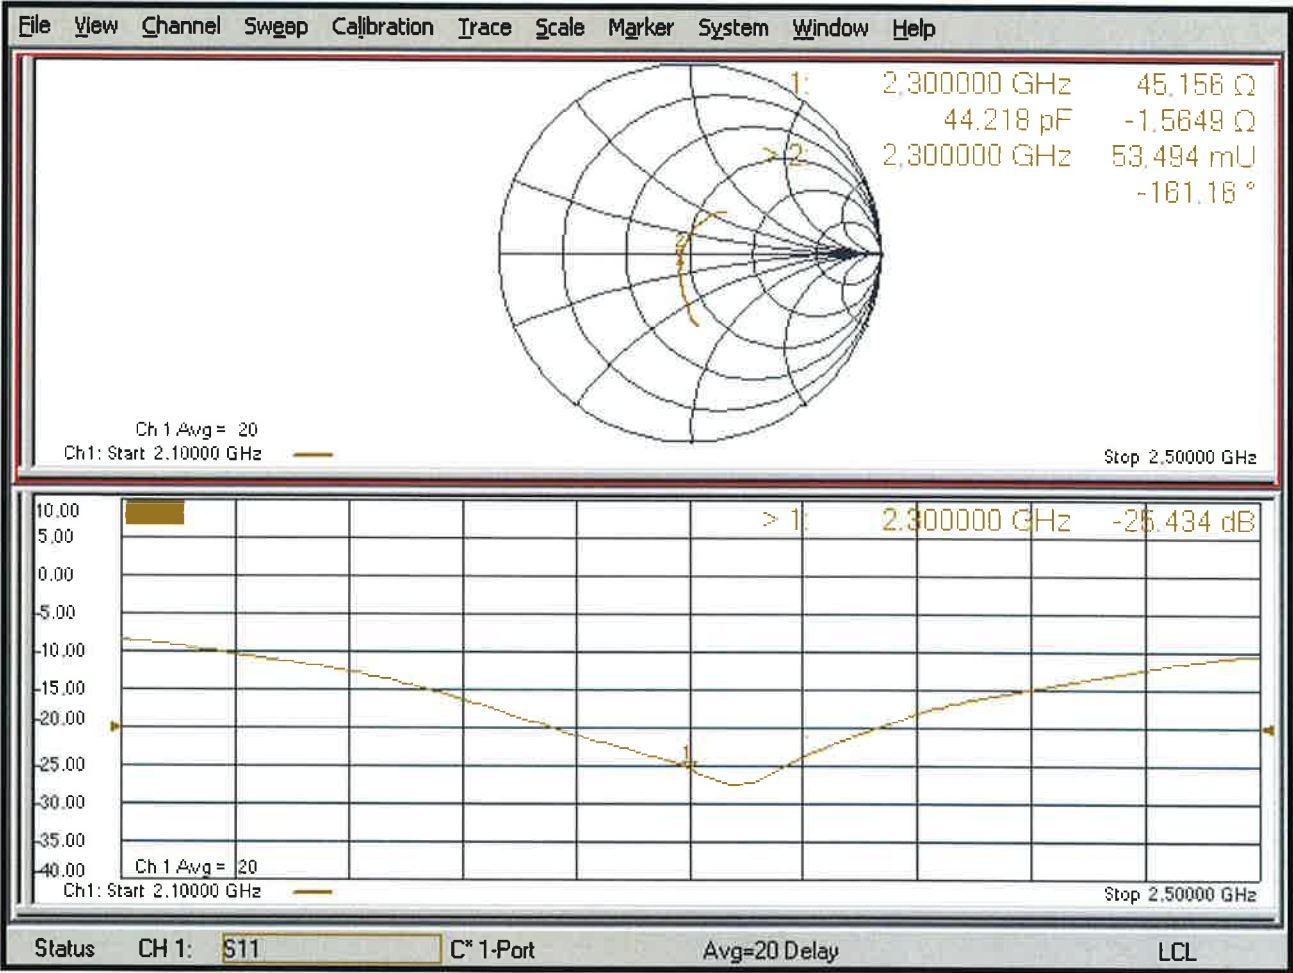 File View Channel Sweep Calibration Trace Scale Marker System Window Help
1: 2.300000 GHz 45.156 Ω
44.218 pF -1.5649 Ω
> 2: 2.300000 GHz 53.494 mU
-161.16 °
2
Ch 1 Avg = 20
Ch1: Start 2.10000 GHz
Stop 2.50000 GHz
10.00
5.00
0.00
-5.00
-10.00
-15.00
-20.00
-25.00
-30.00
-35.00
-40.00
> 1: 2.300000 GHz -25.434 dB
1
Ch 1 Avg = 20
Ch1: Start 2.10000 GHz
Stop 2.50000 GHz
Status CH 1: S11 C* 1-Port Avg=20 Delay LCL